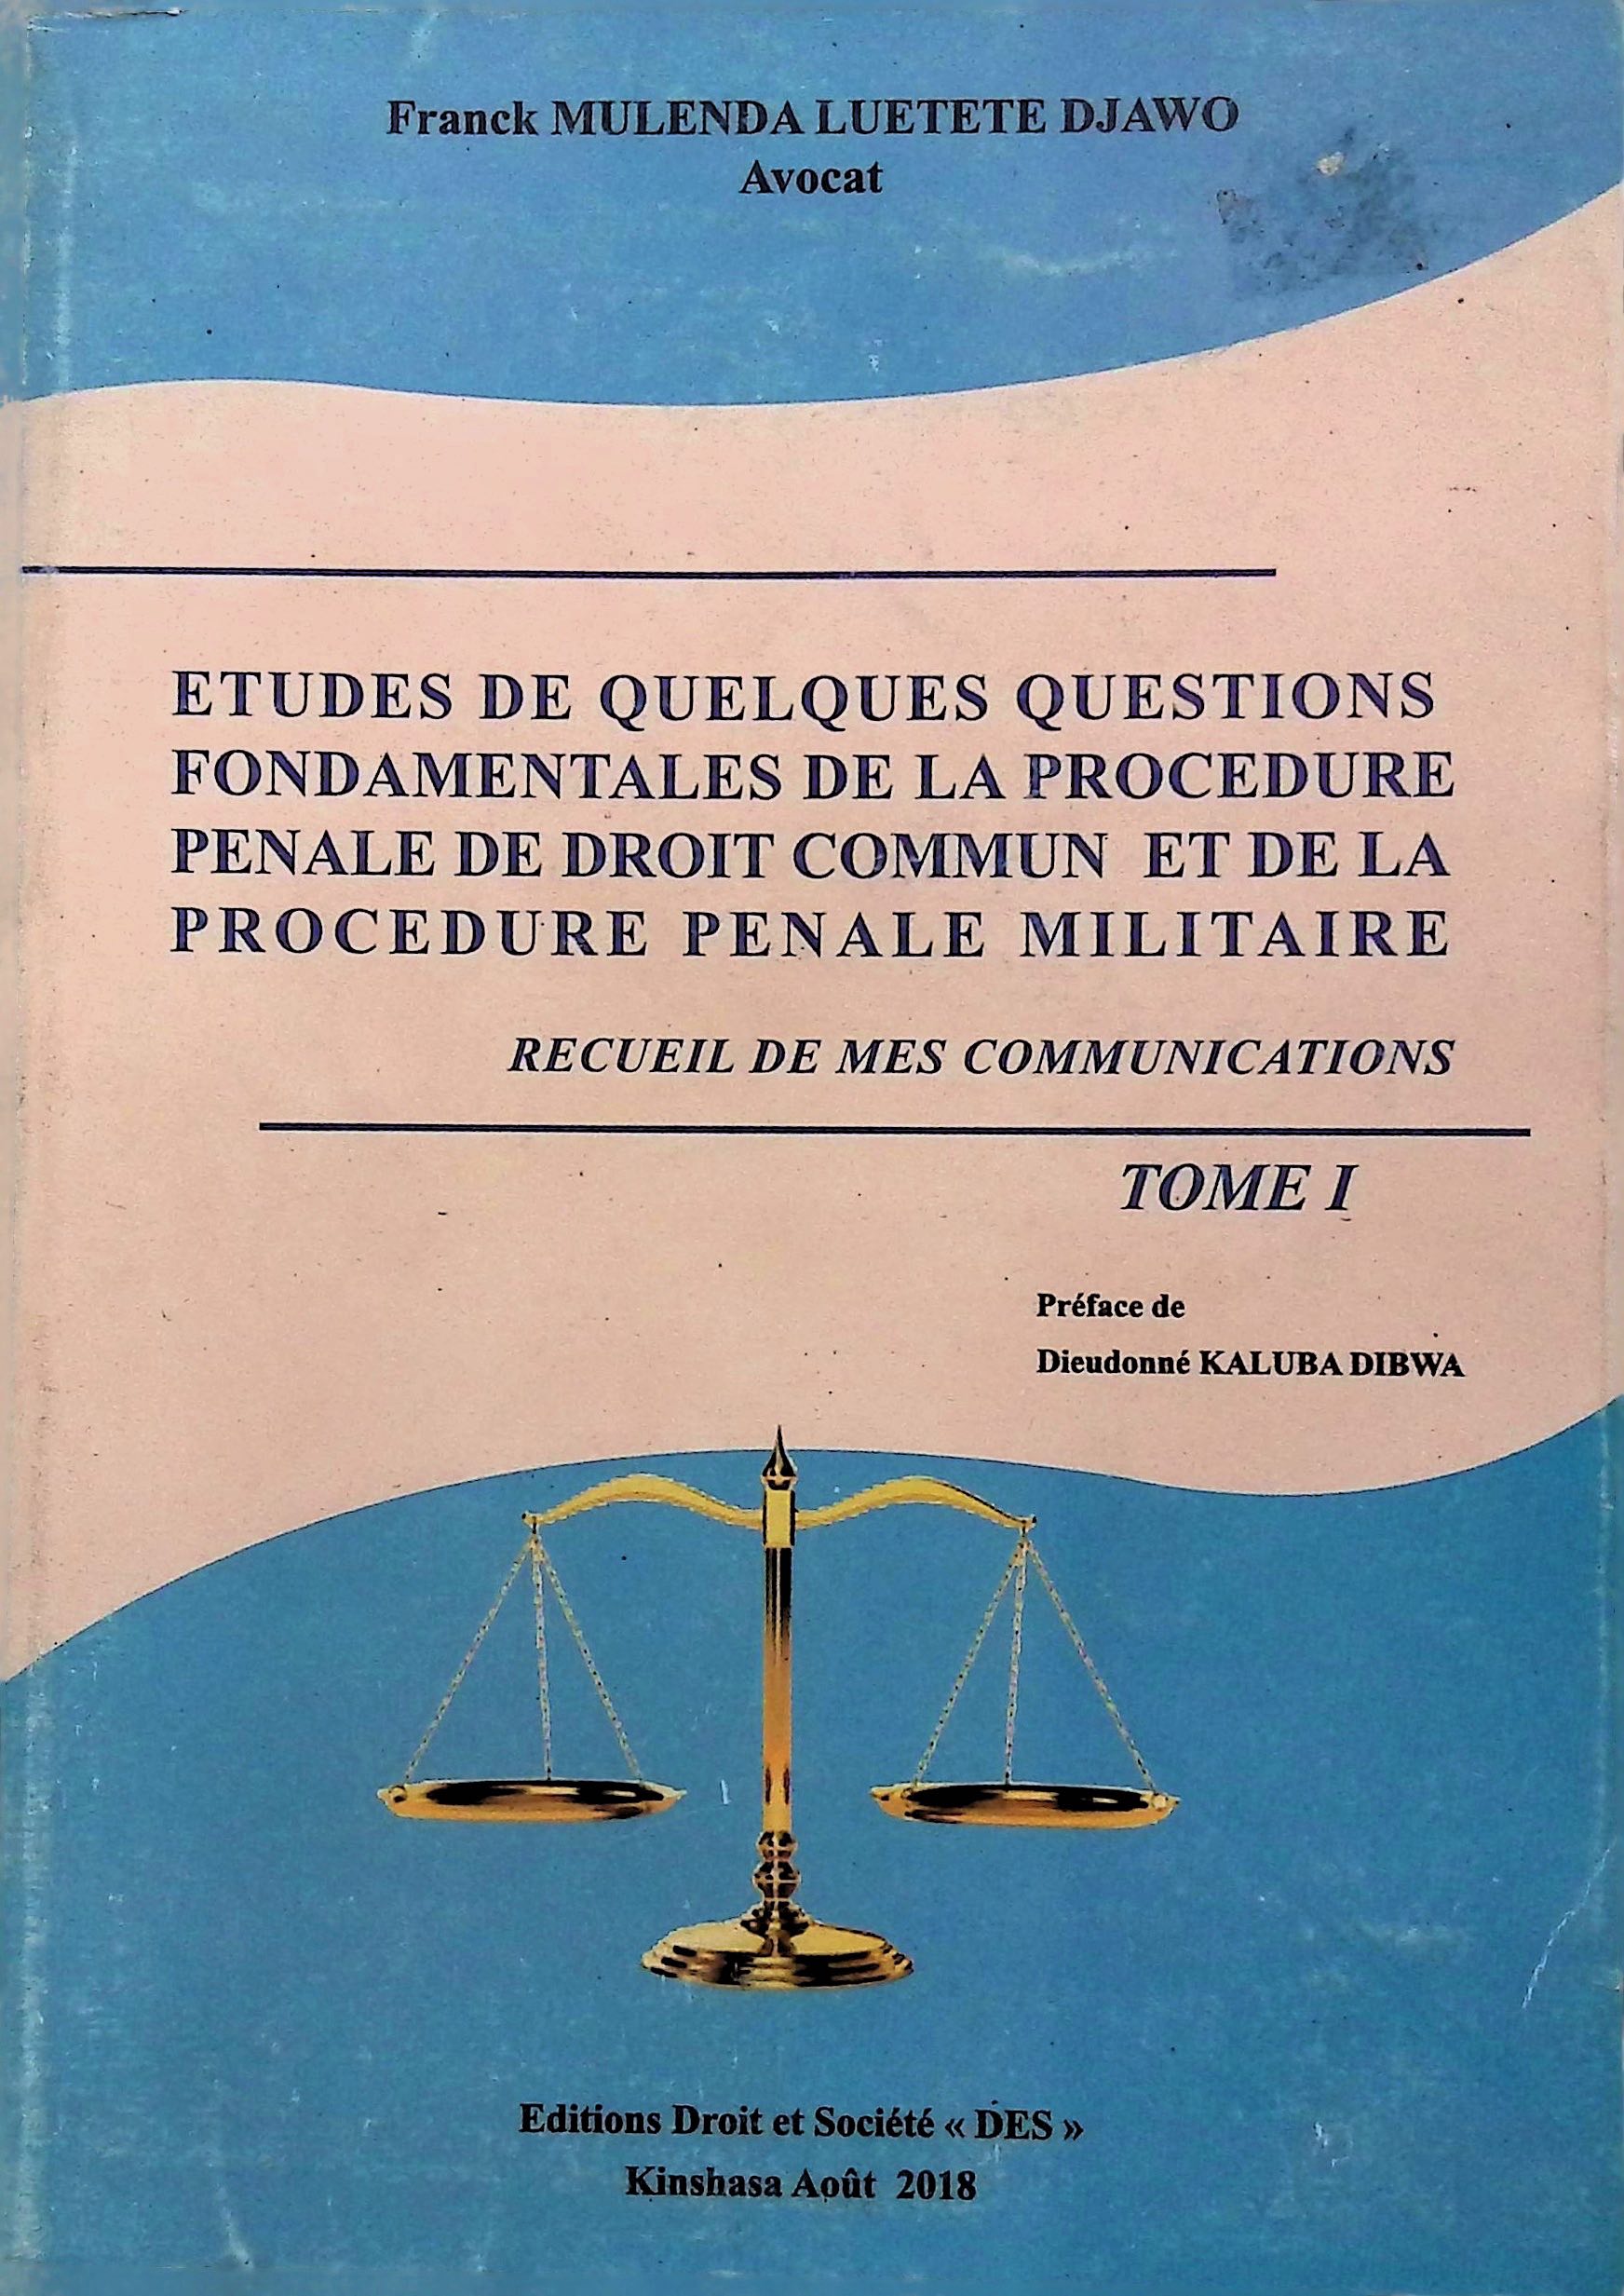 Franck MULENDA LUETETE DJAWO
Avocat
ETUDES DE QUELQUES QUESTIONS
FONDAMENTALES DE LA PROCEDURE
PENALE DE DROIT COMMUN ET DE LA
PROCEDURE PENALE MILITAIRE
RECUEIL DE MES COMMUNICATIONS
TOME I
Préface de
Dieudonné KALUBA DIBWA
Editions Droit et Société « DES »
Kinshasa Août 2018